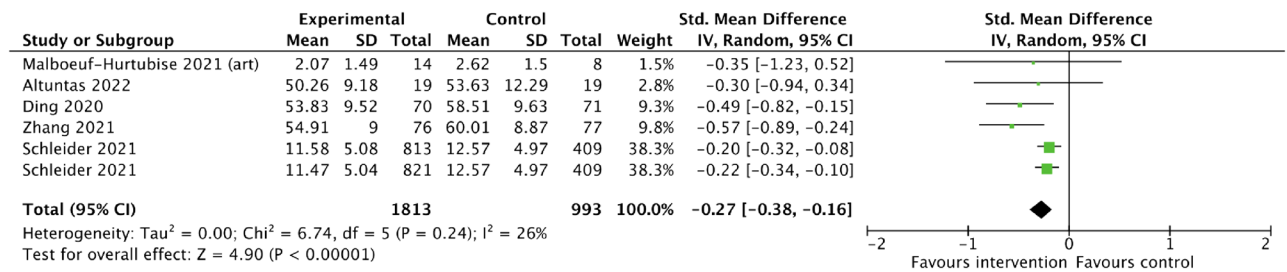 Experimental Control Std. Mean Difference Std. Mean Difference
Study or Subgroup Mean SD Total Mean SD Total Weight IV, Random, 95% CI IV, Random, 95% CI
Malboeuf-Hurtubise 2021 (art) 2.07 1.49 14 2.62 1.5 8 1.5% -0.35 [-1.23, 0.52]
Altuntas 2022 50.26 9.18 19 53.63 12.29 19 2.8% -0.30 [-0.94, 0.34]
Ding 2020 53.83 9.52 70 58.51 9.63 71 9.3% -0.49 [-0.82, -0.15]
Zhang 2021 54.91 9 76 60.01 8.87 77 9.8% -0.57 [-0.89, -0.24]
Schleider 2021 11.58 5.08 813 12.57 4.97 409 38.3% -0.20 [-0.32, -0.08]
Schleider 2021 11.47 5.04 821 12.57 4.97 409 38.3% -0.22 [-0.34, -0.10]
Total (95% CI) 1813 993 100.0% -0.27 [-0.38, -0.16]
Heterogeneity: Tau² = 0.00; Chi² = 6.74, df = 5 (P = 0.24); I² = 26%
Test for overall effect: Z = 4.90 (P < 0.00001)
-2 -1 0 1 2
Favours intervention Favours control